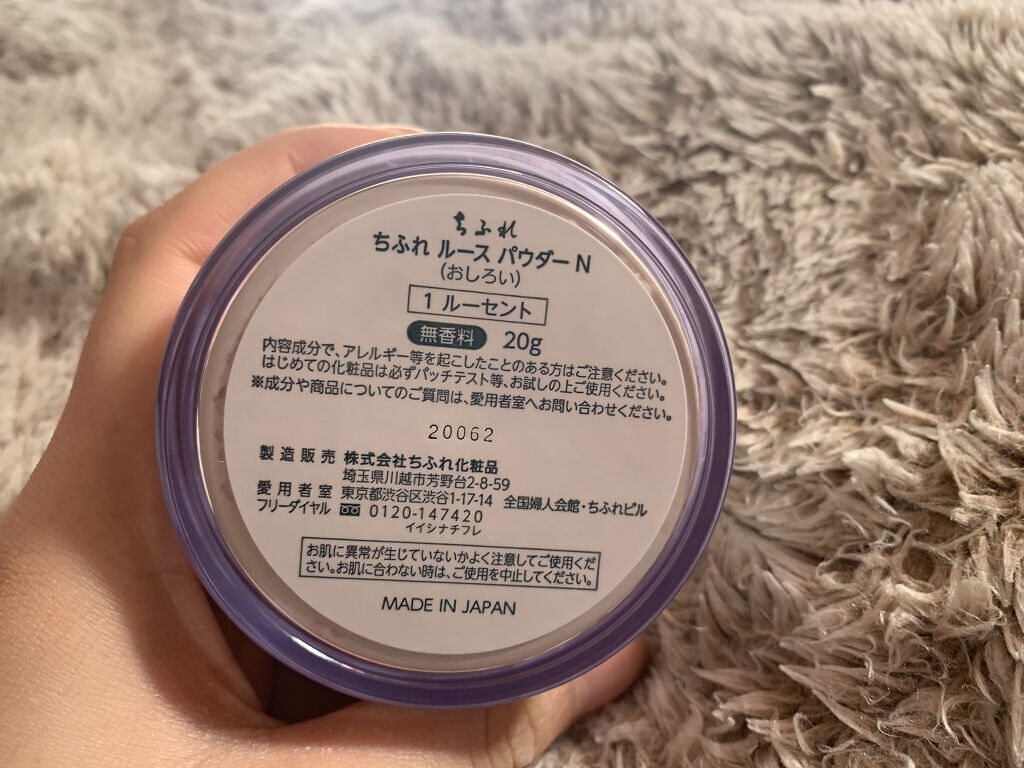 ちふれ
ちふれ ルース パウダー N
(おしろい)
1 ルーセント
無香料 20g
内容成分で、アレルギー等を起こしたことのある方はご注意ください。
はじめての化粧品は必ずパッチテスト等、お試しの上ご使用ください。
※成分や商品についてのご質問は、愛用者室へお問い合わせください。
20062
製造販売 株式会社ちふれ化粧品
埼玉県川越市芳野台2-8-59
愛用者室 東京都渋谷区渋谷1-17-14 全国婦人会館・ちふれビル
フリーダイヤル 0120-147420
イイシナチフレ
お肌に異常が生じていないかよく注意してご使用くだ
さい。お肌に合わない時は、ご使用を中止してください。
MADE IN JAPAN